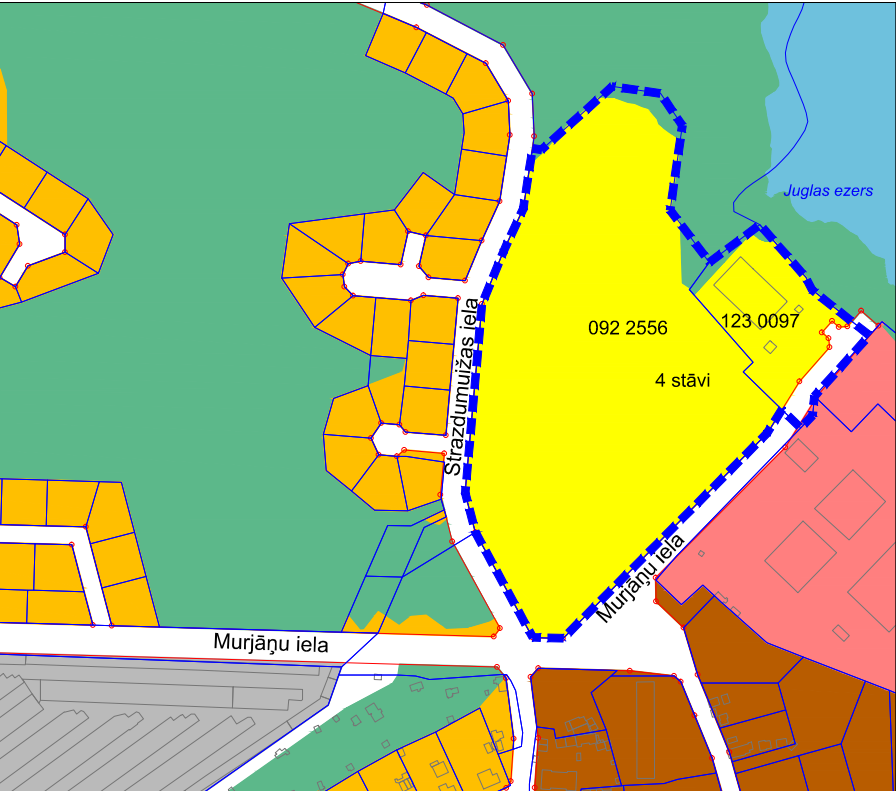 Juglas ezers
092 2556
123 0097
4 stāvi
Strazdumuižas iela
Murjāņu iela
Murjāņu iela